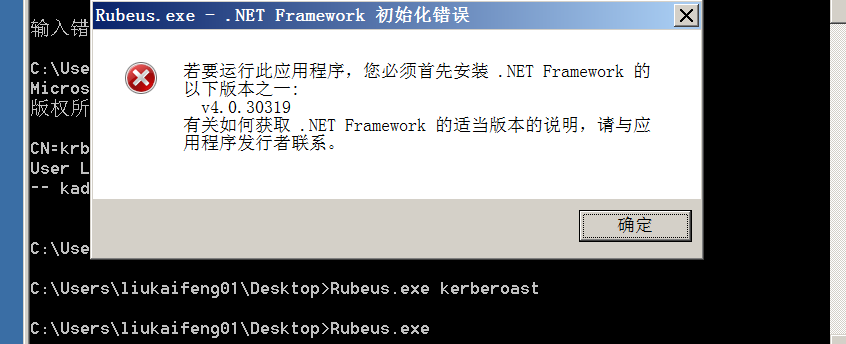 Rubeus.exe - .NET Framework 初始化错误
输入错
若要运行此应用程序，您必须首先安装 .NET Framework 的
以下版本之一:
v4.0.30319
有关如何获取 .NET Framework 的适当版本的说明，请与应
用程序发行者联系。
确定
C:\Use
Micros
版权所
CN=krb
User L
-- kad
C:\Use
C:\Users\liukaifeng01\Desktop>Rubeus.exe kerberoast
C:\Users\liukaifeng01\Desktop>Rubeus.exe